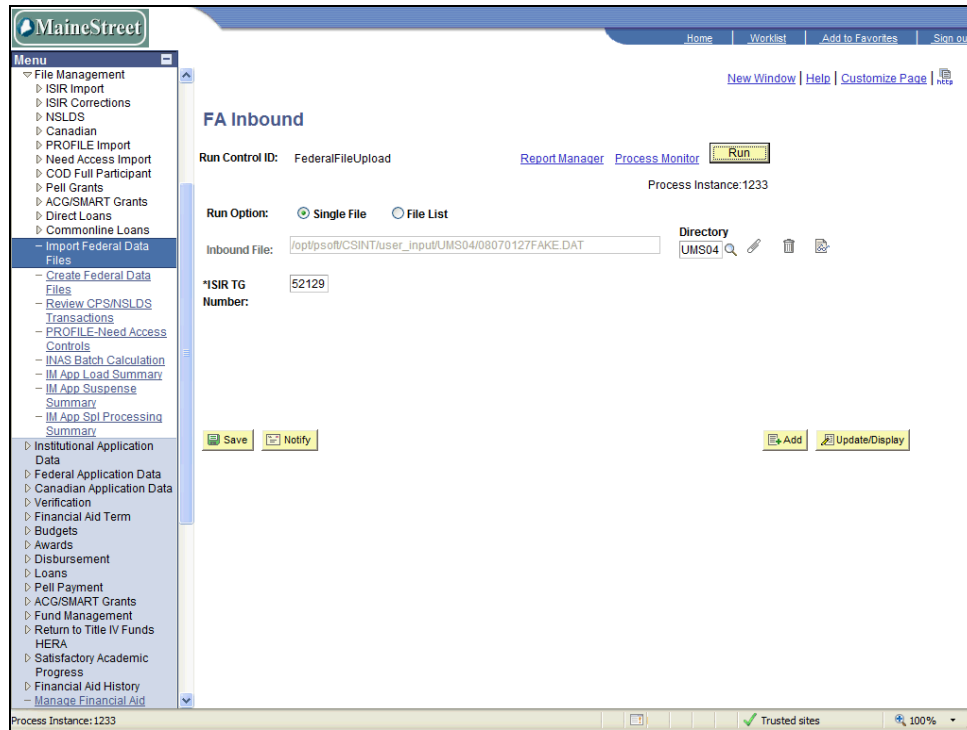 MaineStreet
Home Worklist Add to Favorites Sign ou
Menu
File Management
ISIR Import
ISIR Corrections
NSLDS
Canadian
PROFILE Import
Need Access Import
COD Full Participant
Pell Grants
ACG/SMART Grants
Direct Loans
Commonline Loans
– Import Federal Data
Files
– Create Federal Data
Files
– Review CPS/NSLDS
Transactions
– PROFILE-Need Access
Controls
– INAS Batch Calculation
– IM App Load Summary
– IM App Suspense
Summary
– IM App Spl Processing
Summary
Institutional Application
Data
Federal Application Data
Canadian Application Data
Verification
Financial Aid Term
Budgets
Awards
Disbursement
Loans
Pell Payment
ACG/SMART Grants
Fund Management
Return to Title IV Funds
HERA
Satisfactory Academic
Progress
Financial Aid History
– Manage Financial Aid
New Window | Help | Customize Page | http
FA Inbound
Run Control ID: FederalFileUpload Report Manager Process Monitor Run
Process Instance:1233
Run Option: Single File File List
Directory
Inbound File: /opt/psoft/CSINT/user_input/UMS04/08070127FAKE.DAT UMS04
*ISIR TG 52129
Number:
Save Notify Add Update/Display
Process Instance:1233 Trusted sites 100%